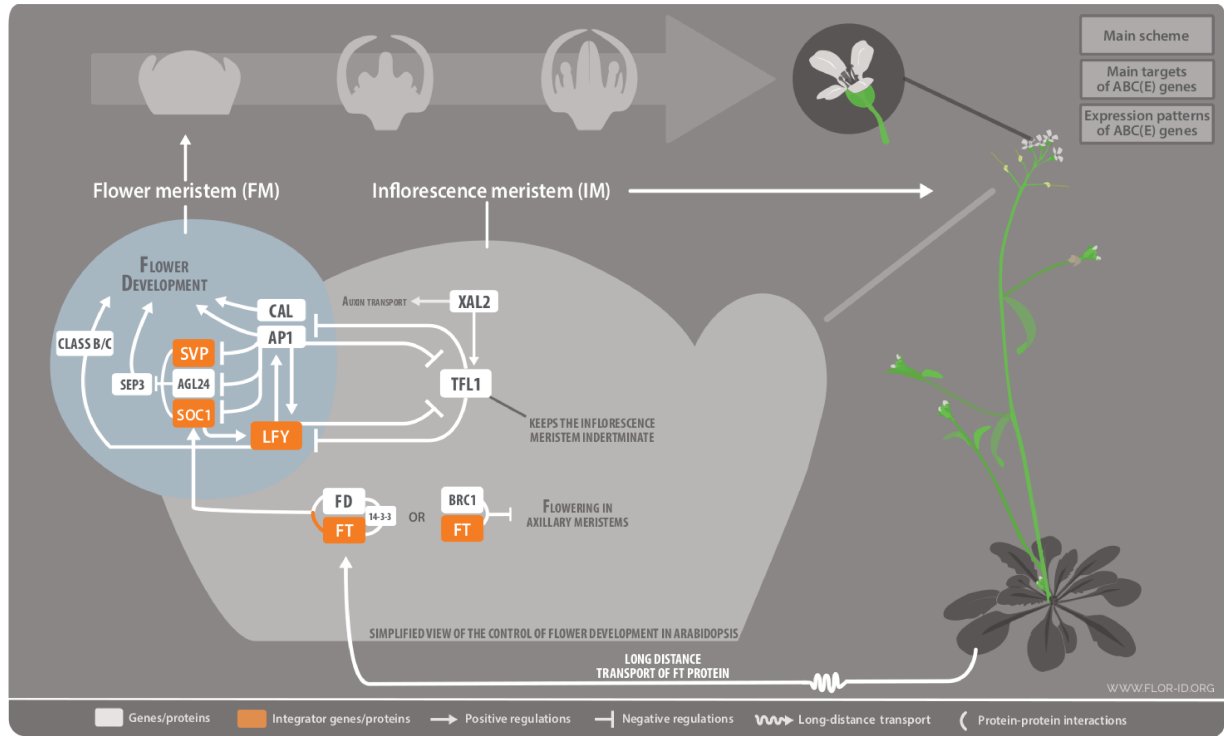 Main scheme
Main targets
of ABC(E) genes
Expression patterns
of ABC(E) genes
Flower meristem (FM)
Inflorescence meristem (IM)
FLOWER
DEVELOPMENT
AUXIN TRANSPORT
XAL2
CAL
AP1
CLASS B/C
SVP
SEP3
AGL24
TFL1
SOC1
LFY
KEEPS THE INFLORESCENCE
MERISTEM INDERTMINATE
FD
FT
14-3-3
OR
BRC1
FT
FLOWERING IN
AXILLARY MERISTEMS
SIMPLIFIED VIEW OF THE CONTROL OF FLOWER DEVELOPMENT IN ARABIDOPSIS
LONG DISTANCE
TRANSPORT OF FT PROTEIN
WWW.FLOR-ID.ORG
Genes/proteins
Integrator genes/proteins
Positive regulations
Negative regulations
Long-distance transport
Protein-protein interactions